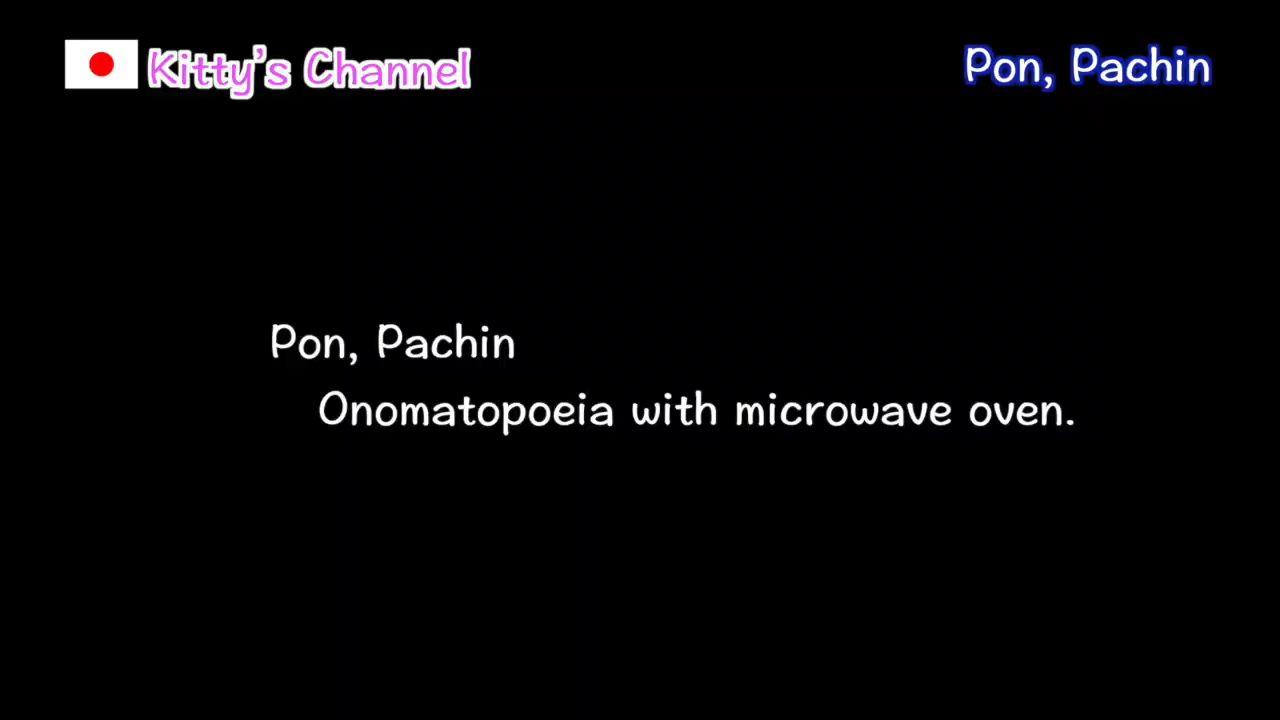 Kitty's Channel
Pon, Pachin
Pon, Pachin
Onomatopoeia with microwave oven.